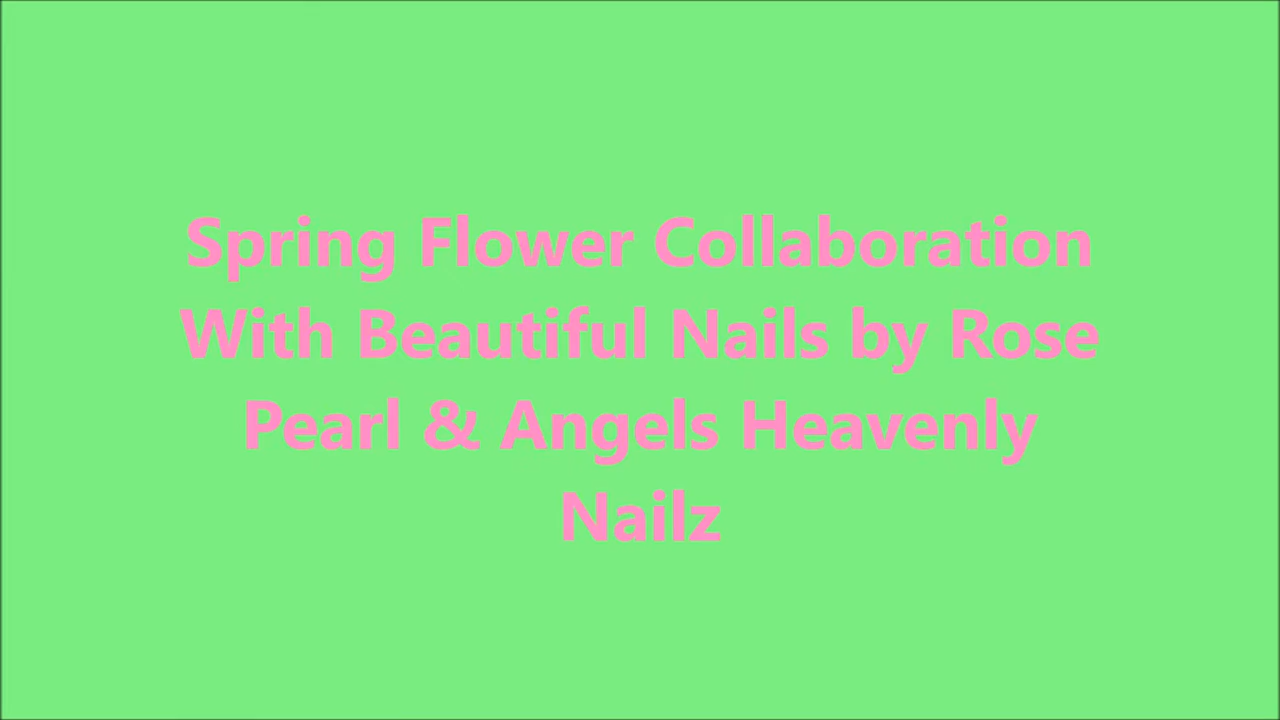 Spring Flower Collaboration
With Beautiful Nails by Rose
Pearl & Angels Heavenly
Nailz